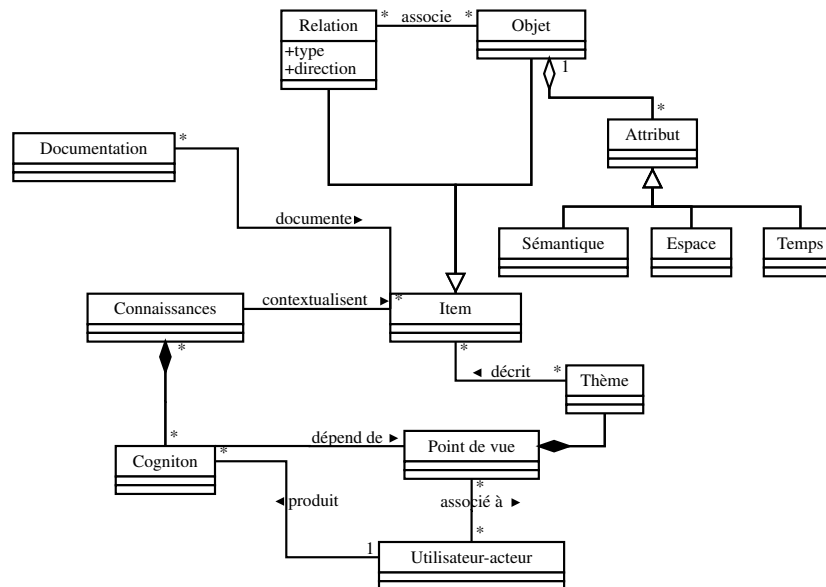 Relation
* associe *
Objet
+type
+direction
1
*
Attribut
Documentation
*
documente ►
Sémantique
Espace
Temps
Connaissances
contextualisent ►
*
Item
*
*
◄ décrit
*
Thème
*
*
dépend de ►
Point de vue
Cogniton
*
◄ produit
associé à ►
*
1
*
Utilisateur-acteur